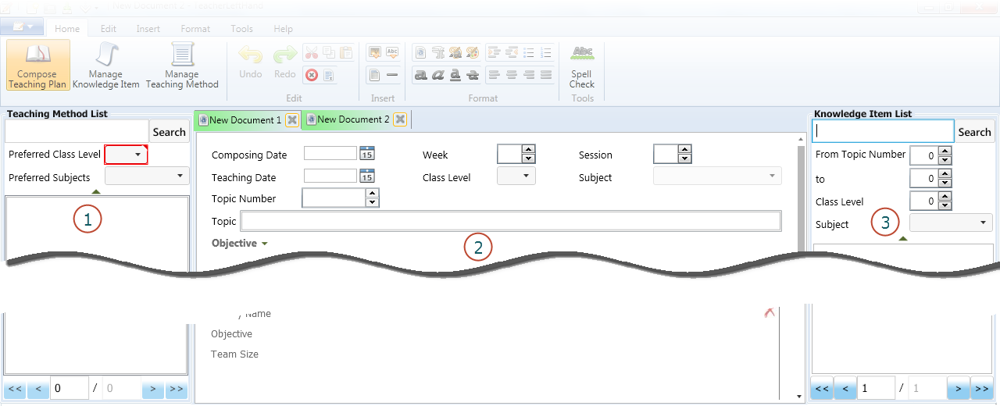 New Document 2 - TeacherLeftHand
Home Edit Insert Format Tools Help
Compose Teaching Plan
Manage Knowledge Item
Manage Teaching Method
Undo Redo
Abc
Abc
Spell Check
Edit Insert Format Tools
Teaching Method List
Search
Preferred Class Level
Preferred Subjects
1
<< < 0 / 0 > >>
New Document 1 New Document 2
Composing Date 15 Week Session
Teaching Date 15 Class Level Subject
Topic Number
Topic
Objective
2
Name
Objective
Team Size
Knowledge Item List
Search
From Topic Number 0
to 0
Class Level 0
Subject
3
<< < 1 / 1 > >>